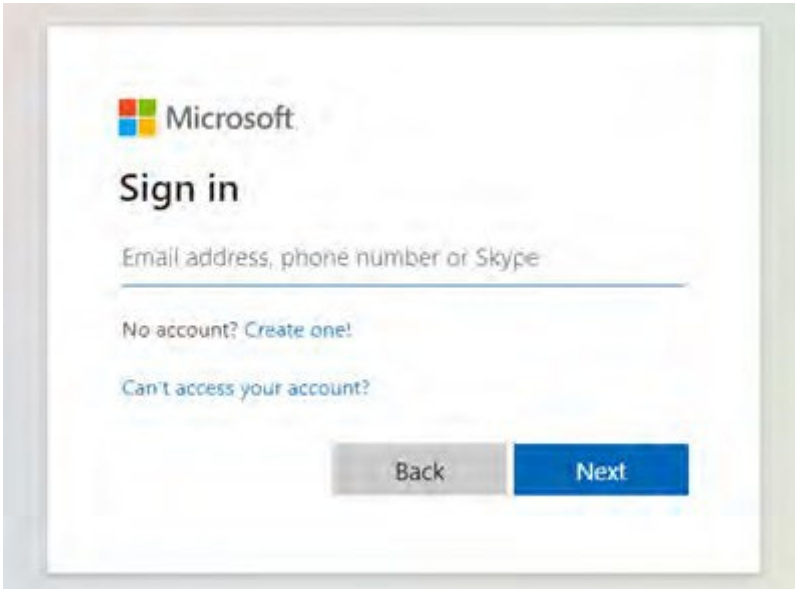 Microsoft
Sign in
Email address, phone number or Skype
No account? Create one!
Can't access your account?
Back Next